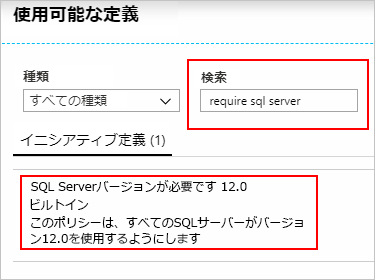 使用可能な定義
種類
すべての種類
検索
require sql server
イニシアティブ定義 (1)
SQL Serverバージョンが必要です 12.0
ビルトイン
このポリシーは、すべてのSQLサーバーがバージョ
ン12.0を使用するようにします